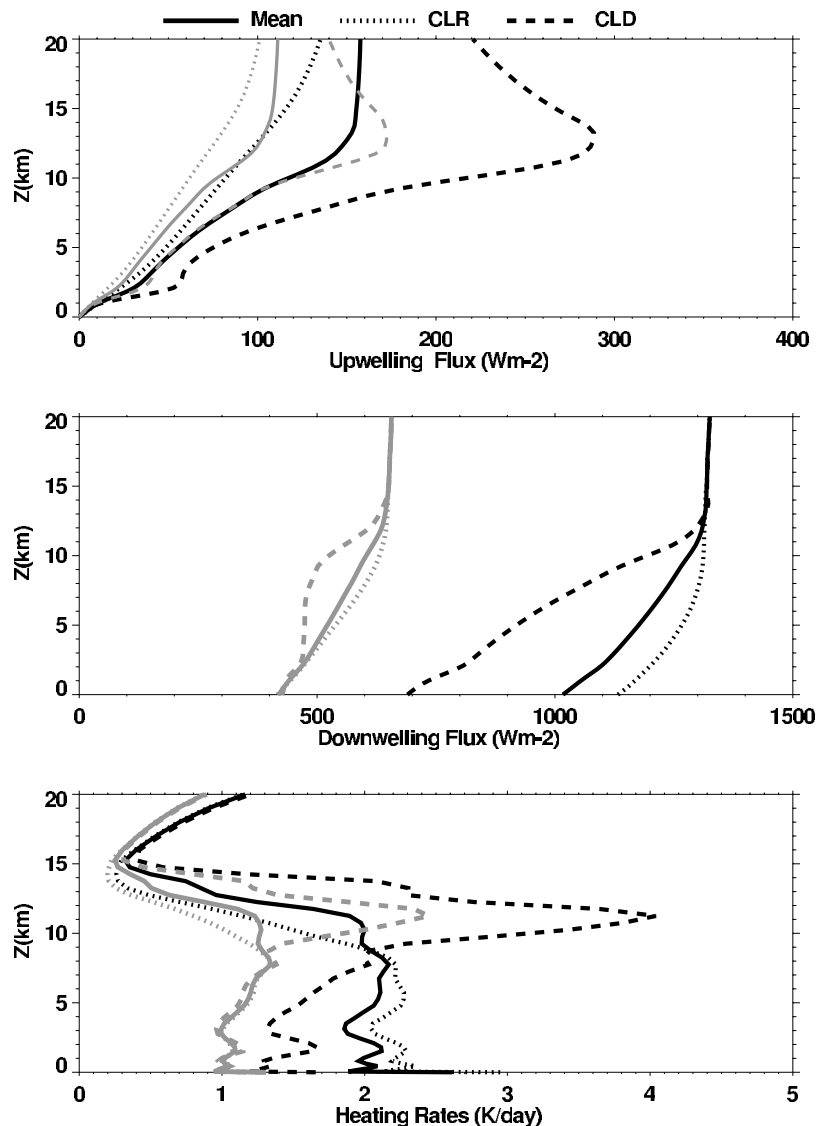 Mean CLR CLD
20
15
10
5
0
Z(km)
0 100 200 300 400
Upwelling Flux (Wm-2)
20
15
10
5
0
Z(km)
0 500 1000 1500
Downwelling Flux (Wm-2)
20
15
10
5
0
Z(km)
0 1 2 3 4 5
Heating Rates (K/day)